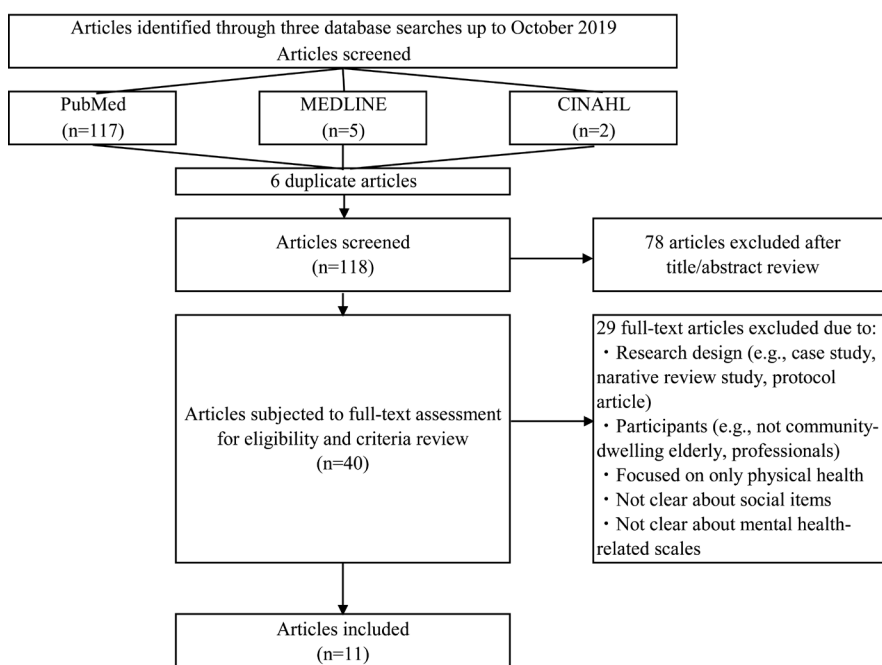 Articles identified through three database searches up to October 2019
Articles screened
PubMed
(n=117)
MEDLINE
(n=5)
CINAHL
(n=2)
6 duplicate articles
Articles screened
(n=118)
78 articles excluded after
title/abstract review
Articles subjected to full-text assessment
for eligibility and criteria review
(n=40)
29 full-text articles excluded due to:
・Research design (e.g., case study,
narative review study, protocol
article)
・Participants (e.g., not community-
dwelling elderly, professionals)
・Focused on only physical health
・Not clear about social items
・Not clear about mental health-
related scales
Articles included
(n=11)